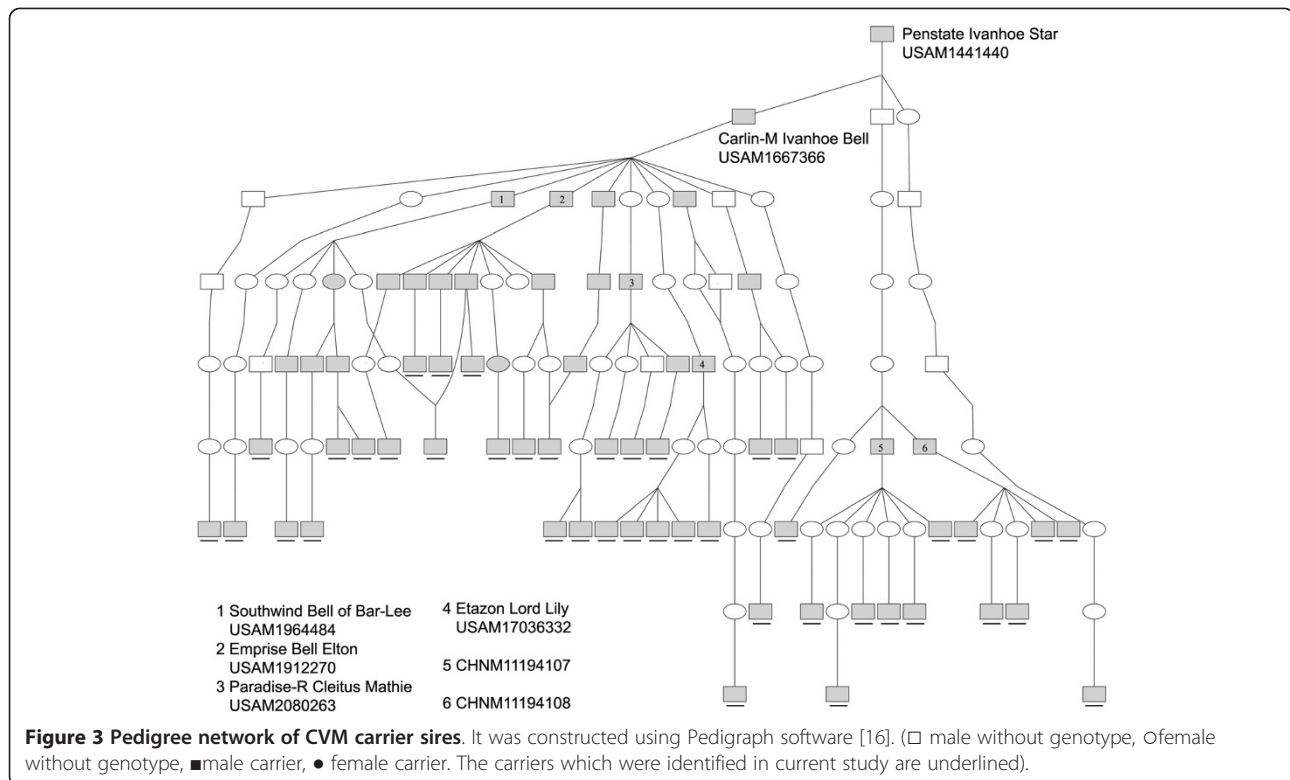 Penstate Ivanhoe Star
USAM1441440
Carlin-M Ivanhoe Bell
USAM1667366
1
2
3
4
5
6
1 Southwind Bell of Bar-Lee
USAM1964484
2 Emprise Bell Elton
USAM1912270
3 Paradise-R Cleitus Mathie
USAM2080263
4 Etazon Lord Lily
USAM17036332
5 CHNM11194107
6 CHNM11194108
Figure 3 Pedigree network of CVM carrier sires. It was constructed using Pedigraph software [16]. (□ male without genotype, ○female
without genotype, ■male carrier, ● female carrier. The carriers which were identified in current study are underlined).